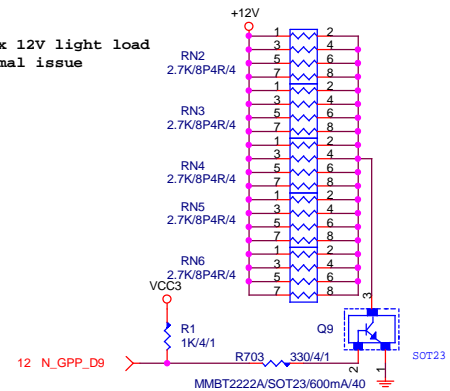 +12V
x 12V light load
mal issue
1 2
3 4
RN2
5 6
2.7K/8P4R/4
7 8
1 2
3 4
RN3
5 6
2.7K/8P4R/4
7 8
1 2
3 4
RN4
5 6
2.7K/8P4R/4
7 8
1 2
RN5
3 4
2.7K/8P4R/4
5 6
7 8
1 2
3 4
RN6
5 6
2.7K/8P4R/4
7 8
VCC3
3
R1
1K/4/1
Q9
SOT23
12 N_GPP_D9
R703 330/4/1
2
1
MMBT2222A/SOT23/600mA/40